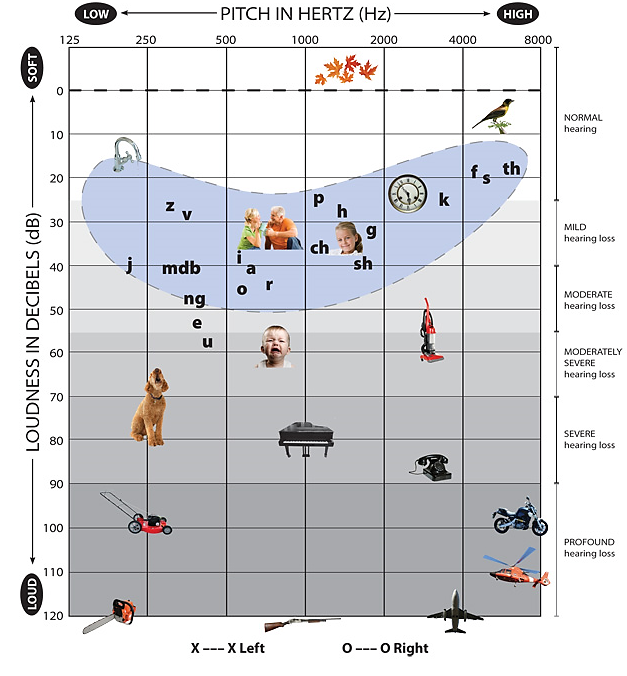 LOW PITCH IN HERTZ (Hz) HIGH
125 250 500 1000 2000 4000 8000
SOFT
LOUDNESS IN DECIBELS (dB)
LOUD
0
10
20
30
40
50
60
70
80
90
100
110
120
NORMAL
hearing
MILD
hearing loss
MODERATE
hearing loss
MODERATELY
SEVERE
hearing loss
SEVERE
hearing loss
PROFOUND
hearing loss
f s th
z v p h k
g
j mdb i a ch sh
ng o r
e
u
X --- X Left O --- O Right